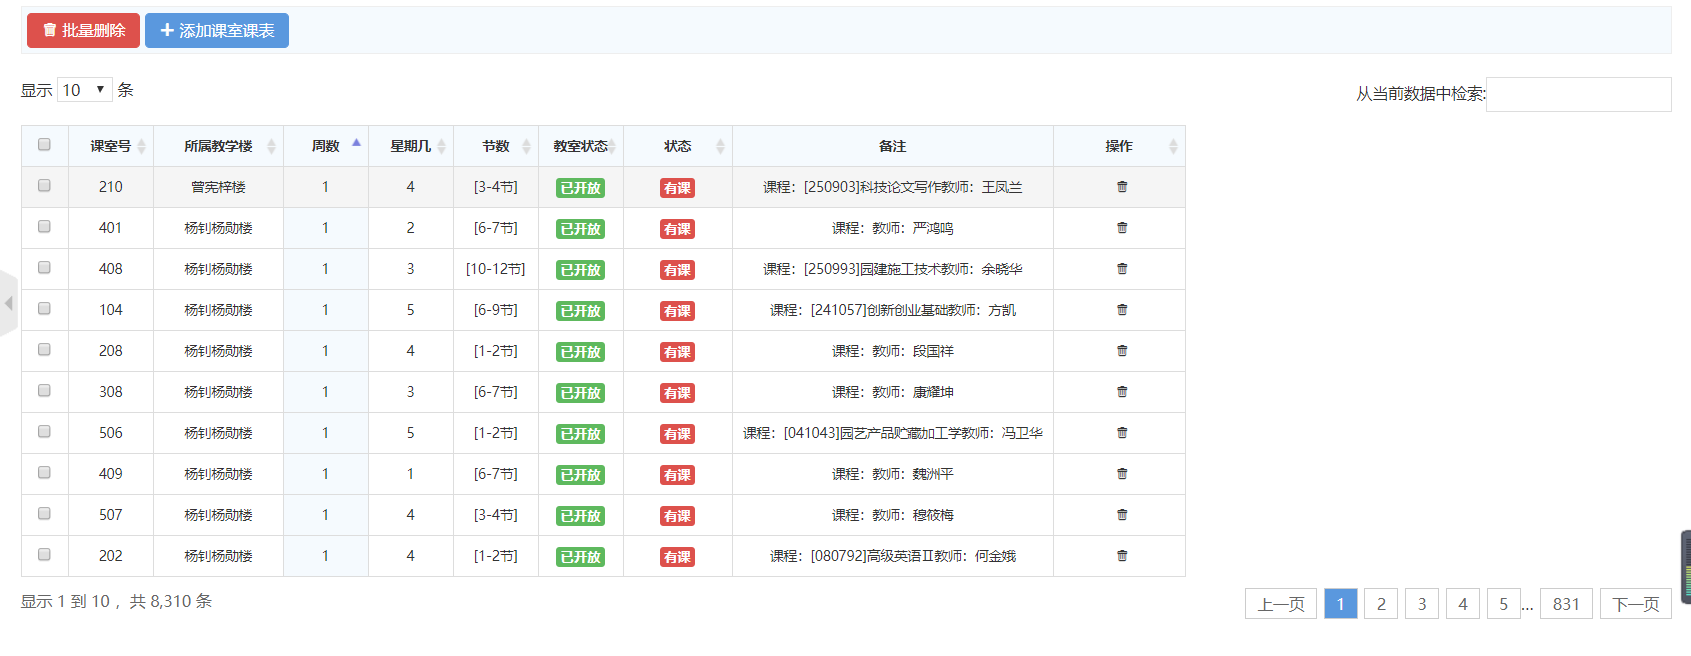 批量删除 添加课室课表
显示 10 条 从当前数据中检索:
课室号 所属教学楼 周数 星期几 节数 教室状态 状态 备注 操作
210 曾宪梓楼 1 4 [3-4节] 已开放 有课 课程：[250903]科技论文写作教师：王凤兰
401 杨钊杨勋楼 1 2 [6-7节] 已开放 有课 课程：教师：严鸿鸣
408 杨钊杨勋楼 1 3 [10-12节] 已开放 有课 课程：[250993]园建施工技术教师：余晓华
104 杨钊杨勋楼 1 5 [6-9节] 已开放 有课 课程：[241057]创新创业基础教师：方凯
208 杨钊杨勋楼 1 4 [1-2节] 已开放 有课 课程：教师：段国祥
308 杨钊杨勋楼 1 3 [6-7节] 已开放 有课 课程：教师：康耀坤
506 杨钊杨勋楼 1 5 [1-2节] 已开放 有课 课程：[041043]园艺产品贮藏加工学教师：冯卫华
409 杨钊杨勋楼 1 1 [6-7节] 已开放 有课 课程：教师：魏洲平
507 杨钊杨勋楼 1 4 [3-4节] 已开放 有课 课程：教师：穆筱梅
202 杨钊杨勋楼 1 4 [1-2节] 已开放 有课 课程：[080792]高级英语Ⅱ教师：何金娥
显示 1 到 10 ，共 8,310 条 上一页 1 2 3 4 5 ... 831 下一页